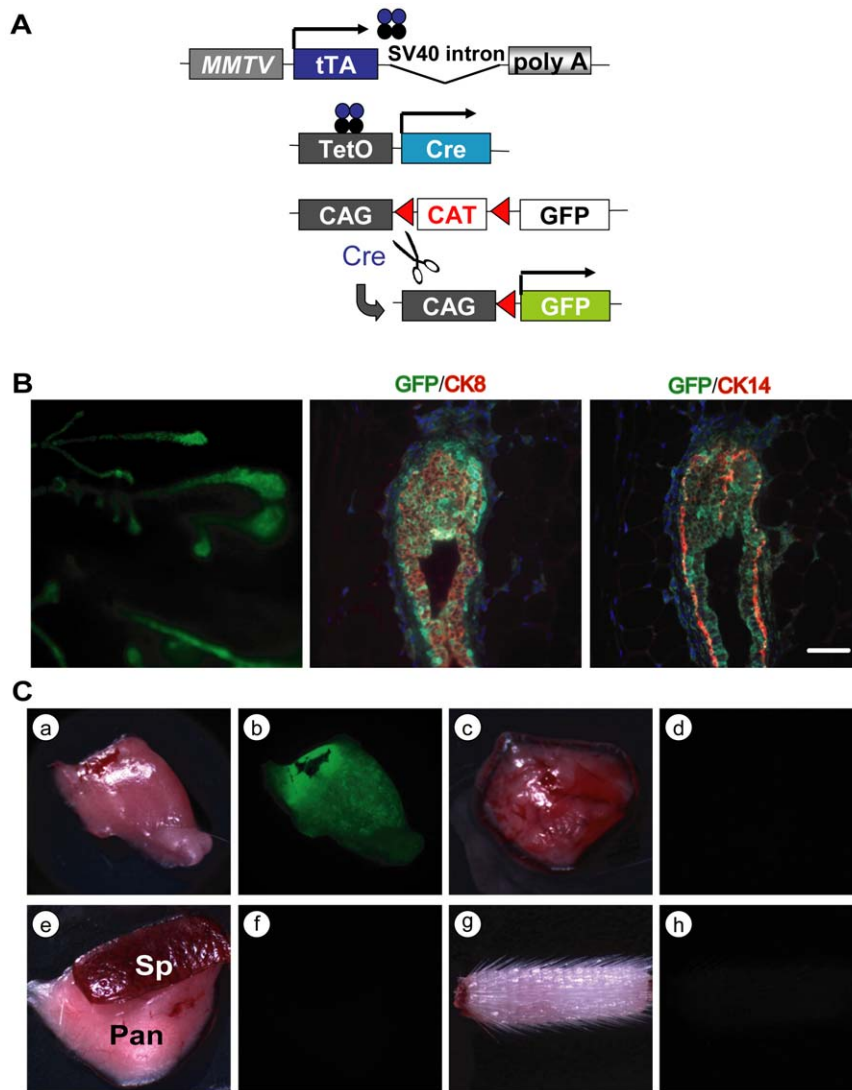 A
MMTV tTA SV40 intron poly A
TetO Cre
CAG CAT GFP
Cre
CAG GFP
B
GFP/CK8 GFP/CK14
C
a b c d
e f g h
Sp
Pan